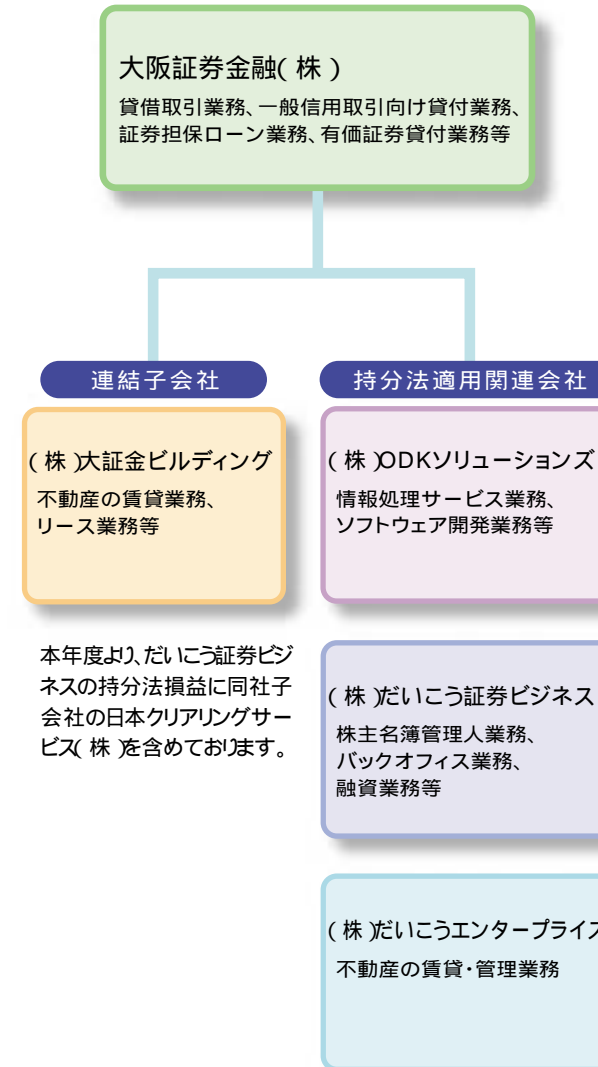 大阪証券金融(株)
貸借取引業務、一般信用取引向け貸付業務、
証券担保ローン業務、有価証券貸付業務等
連結子会社
(株)大証金ビルディング
不動産の賃貸業務、
リース業務等
本年度より、だいこう証券ビジ
ネスの持分法損益に同社子
会社の日本クリアリングサー
ビス(株)を含めております。
持分法適用関連会社
(株)ODKソリューションズ
情報処理サービス業務、
ソフトウェア開発業務等
(株)だいこう証券ビジネス
株主名簿管理人業務、
バックオフィス業務、
融資業務等
(株)だいこうエンタープライズ
不動産の賃貸・管理業務